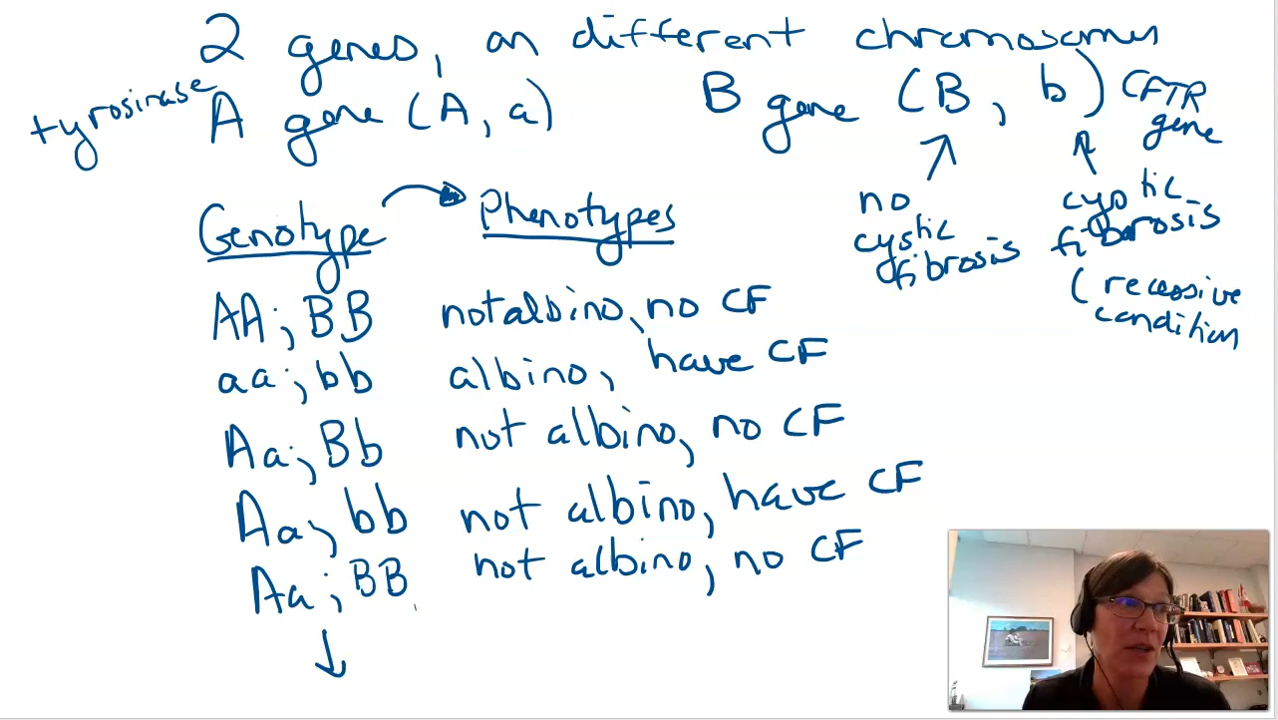 2 genes, on different chromosomes
tyrosinase A gene (A, a)
B gene (B, b) CFTR gene
no cystic fibrosis
cystic fibrosis
(recessive condition
Genotype Phenotypes
AA; BB not albino, no CF
aa; bb albino, have CF
Aa; Bb not albino, no CF
Aa; bb not albino, have CF
Aa; BB not albino, no CF